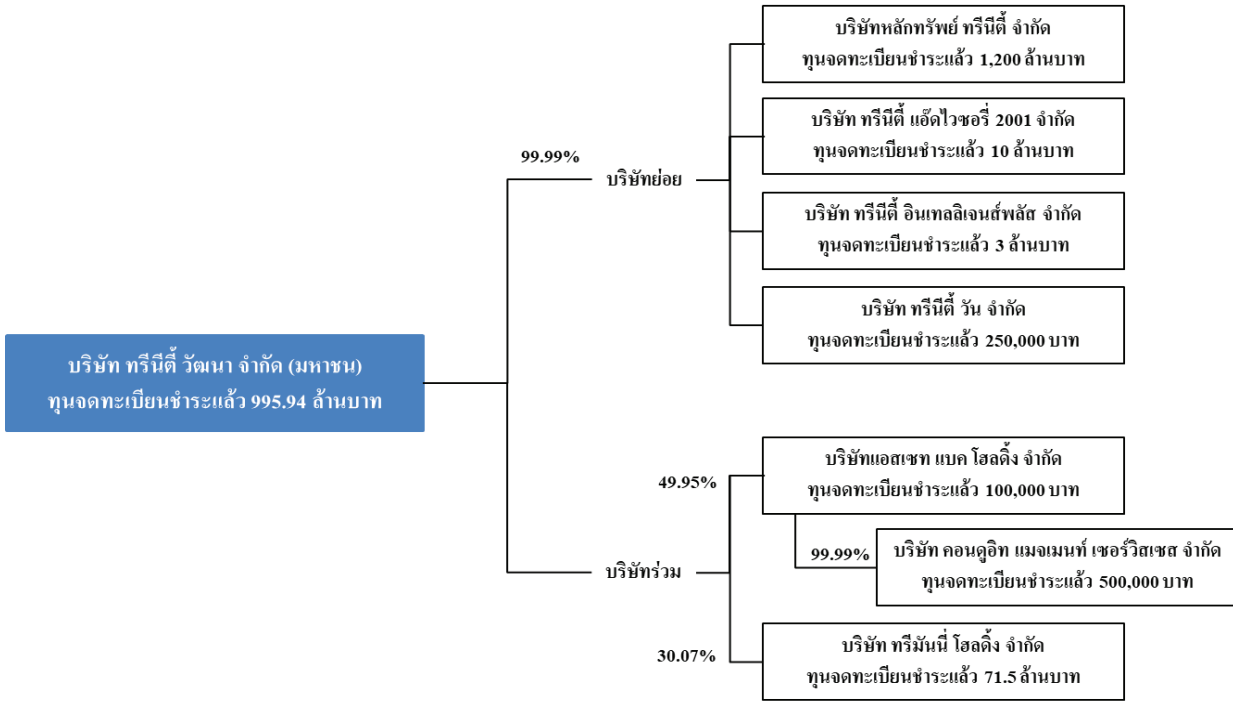 บริษัทหลักทรัพย์ ทรีนีตี้ จำกัด
ทุนจดทะเบียนชำระแล้ว 1,200 ล้านบาท
บริษัท ทรีนีตี้ แอ๊ดไวซอรี่ 2001 จำกัด
ทุนจดทะเบียนชำระแล้ว 10 ล้านบาท
99.99%
บริษัทย่อย
บริษัท ทรีนีตี้ อินเทลลิเจนส์พลัส จำกัด
ทุนจดทะเบียนชำระแล้ว 3 ล้านบาท
บริษัท ทรีนีตี้ วัน จำกัด
ทุนจดทะเบียนชำระแล้ว 250,000 บาท
บริษัท ทรีนีตี้ วัฒนา จำกัด (มหาชน)
ทุนจดทะเบียนชำระแล้ว 995.94 ล้านบาท
บริษัทแอสเซท แบค โฮลดิ้ง จำกัด
ทุนจดทะเบียนชำระแล้ว 100,000 บาท
49.95%
99.99%
บริษัท คอนดูอิท แมจเมนท์ เซอร์วิสเซส จำกัด
ทุนจดทะเบียนชำระแล้ว 500,000 บาท
บริษัทร่วม
30.07%
บริษัท ทรีมันนี่ โฮลดิ้ง จำกัด
ทุนจดทะเบียนชำระแล้ว 71.5 ล้านบาท